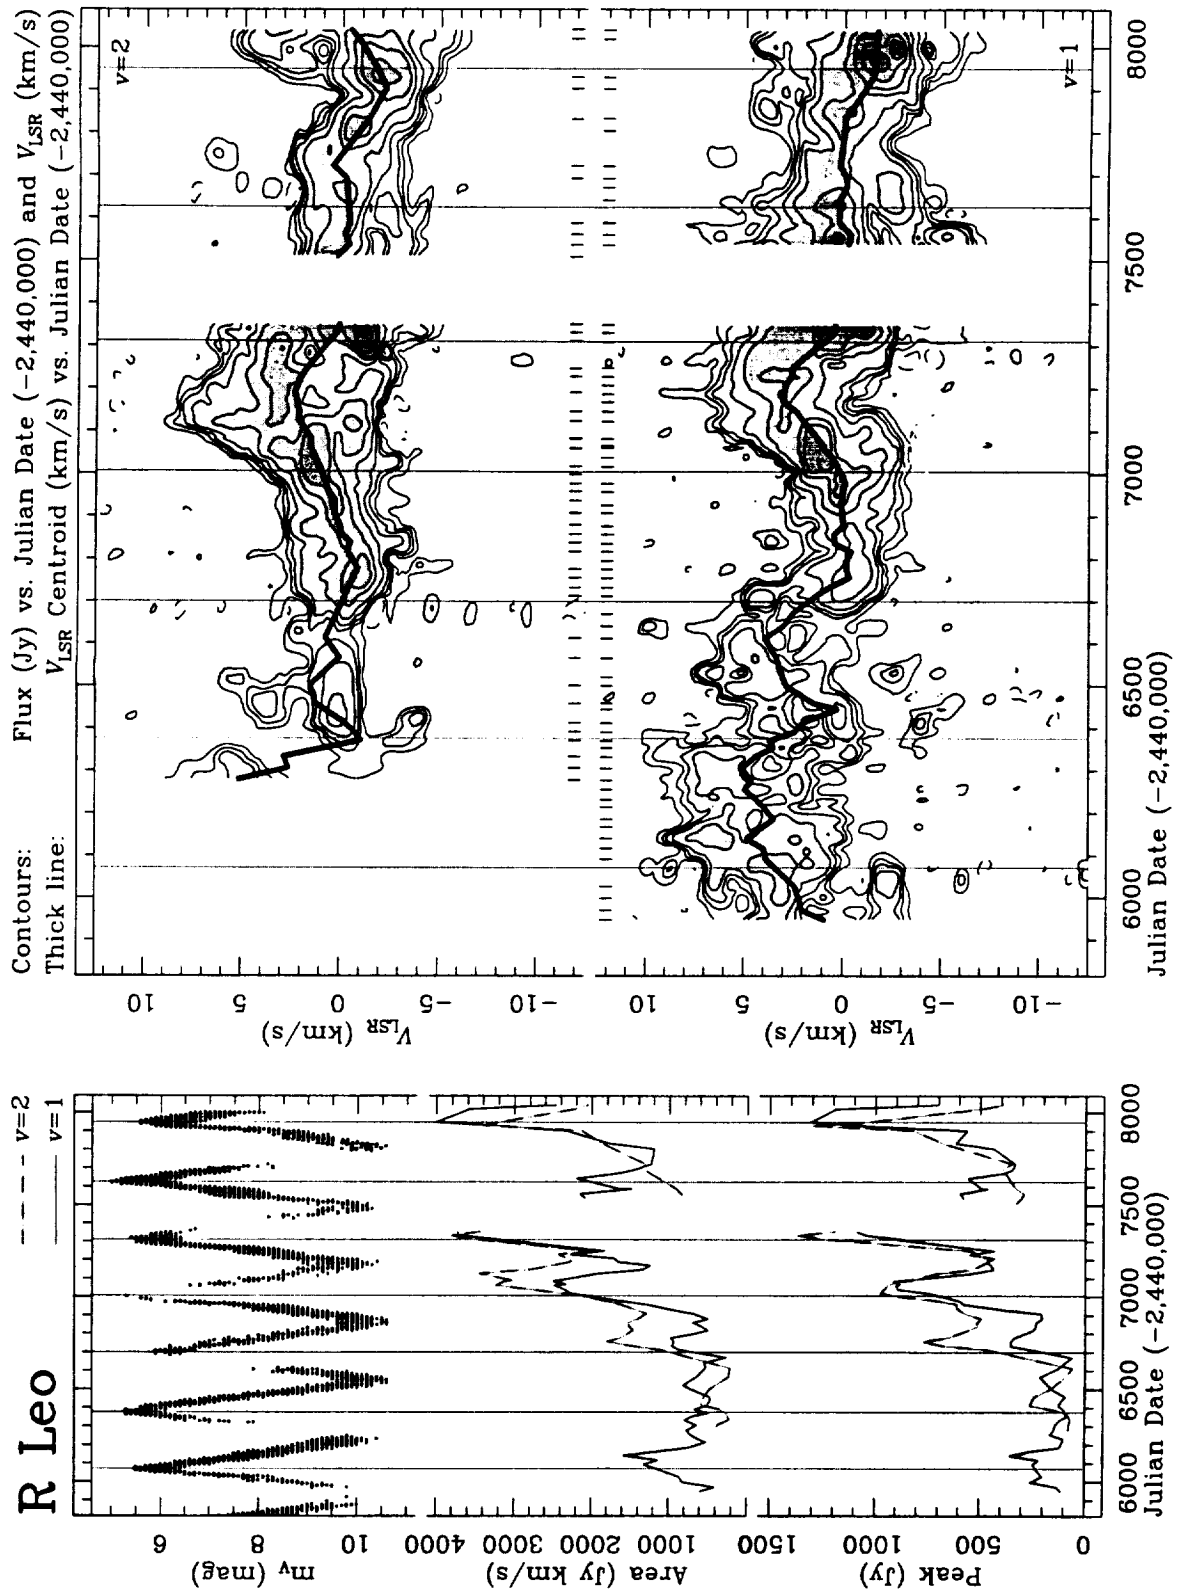 R Leo
--- v=2
— v=1
Contours: Flux (Jy) vs. Julian Date (−2,440,000) and V_LSR (km/s)
Thick line: V_LSR Centroid (km/s) vs. Julian Date (−2,440,000)
m_v (mag)
6
8
10
Area (Jy km/s)
4000
3000
2000
1000
Peak (Jy)
1500
1000
500
0
6000 6500 7000 7500 8000
Julian Date (−2,440,000)
v=2
V_LSR (km/s)
10
5
0
−5
v=1
V_LSR (km/s)
10
5
0
−5
−10
6000 6500 7000 7500 8000
Julian Date (−2,440,000)